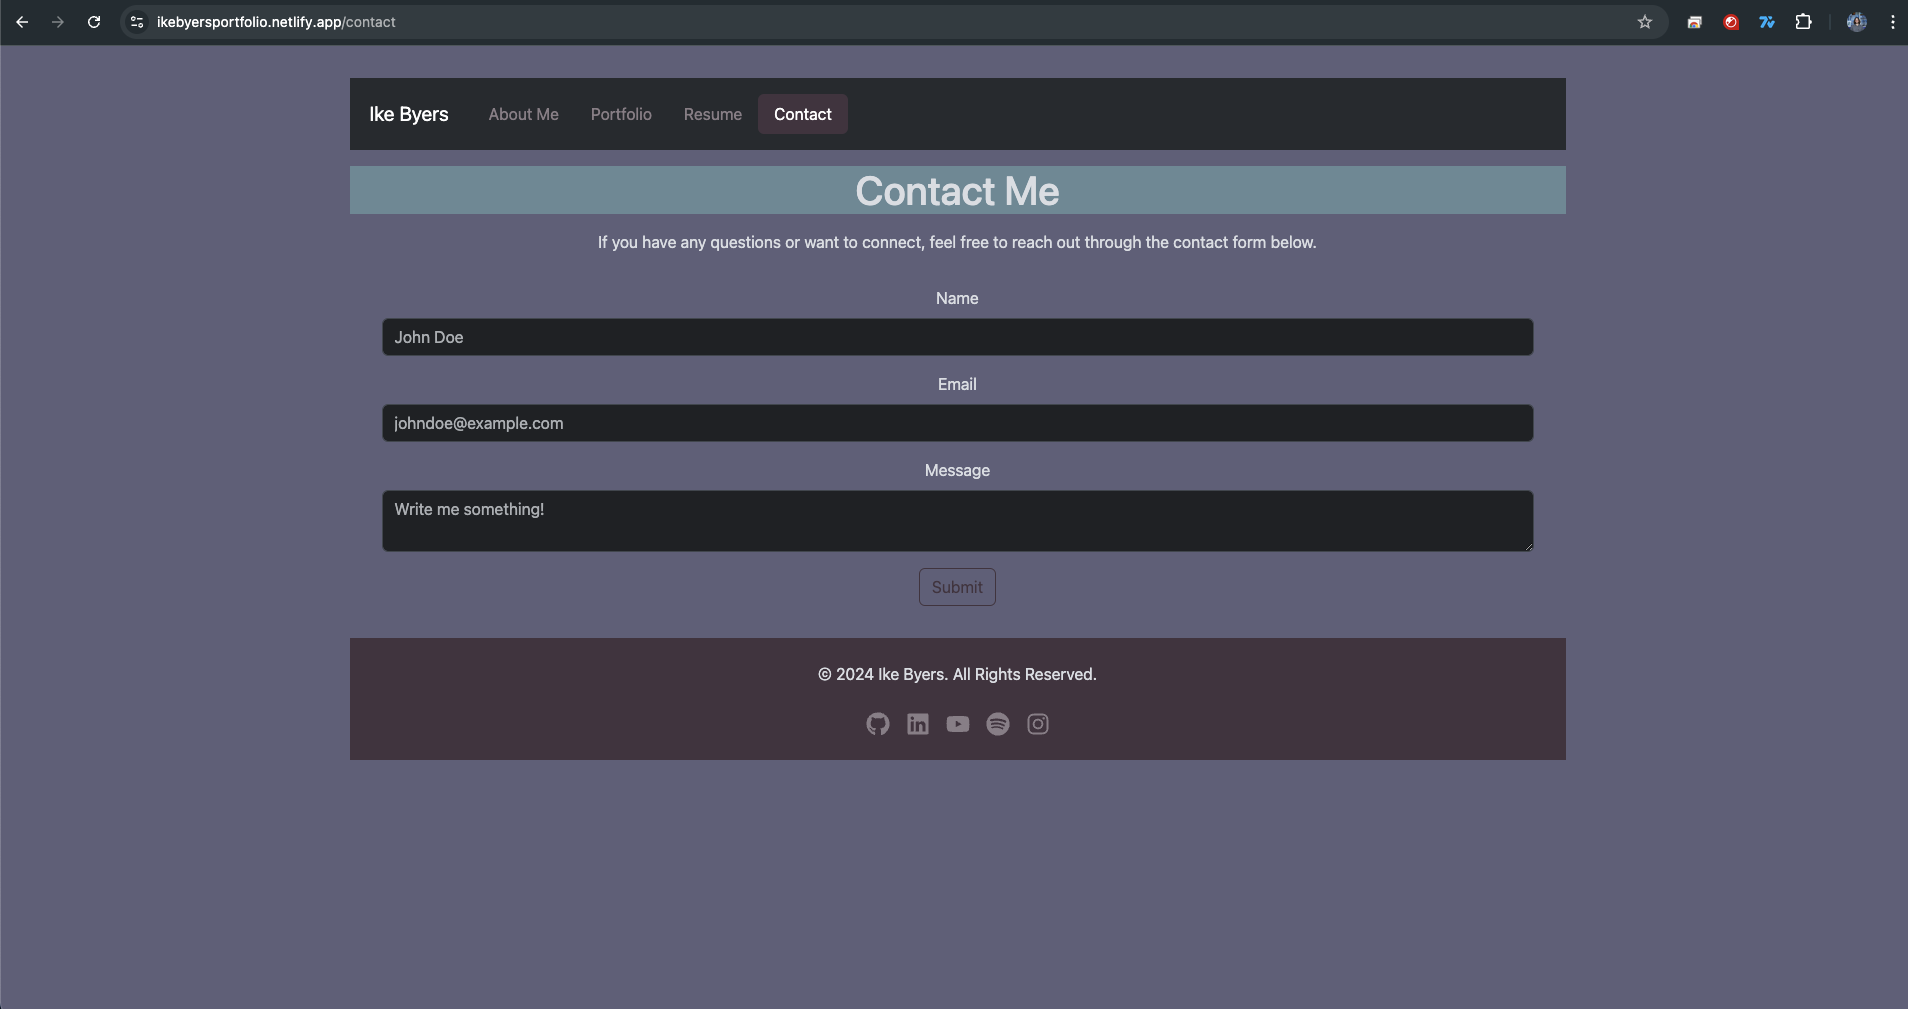 ikebyersportfolio.netlify.app/contact
Ike Byers About Me Portfolio Resume Contact
Contact Me
If you have any questions or want to connect, feel free to reach out through the contact form below.
Name
John Doe
Email
johndoe@example.com
Message
Write me something!
Submit
© 2024 Ike Byers. All Rights Reserved.
in